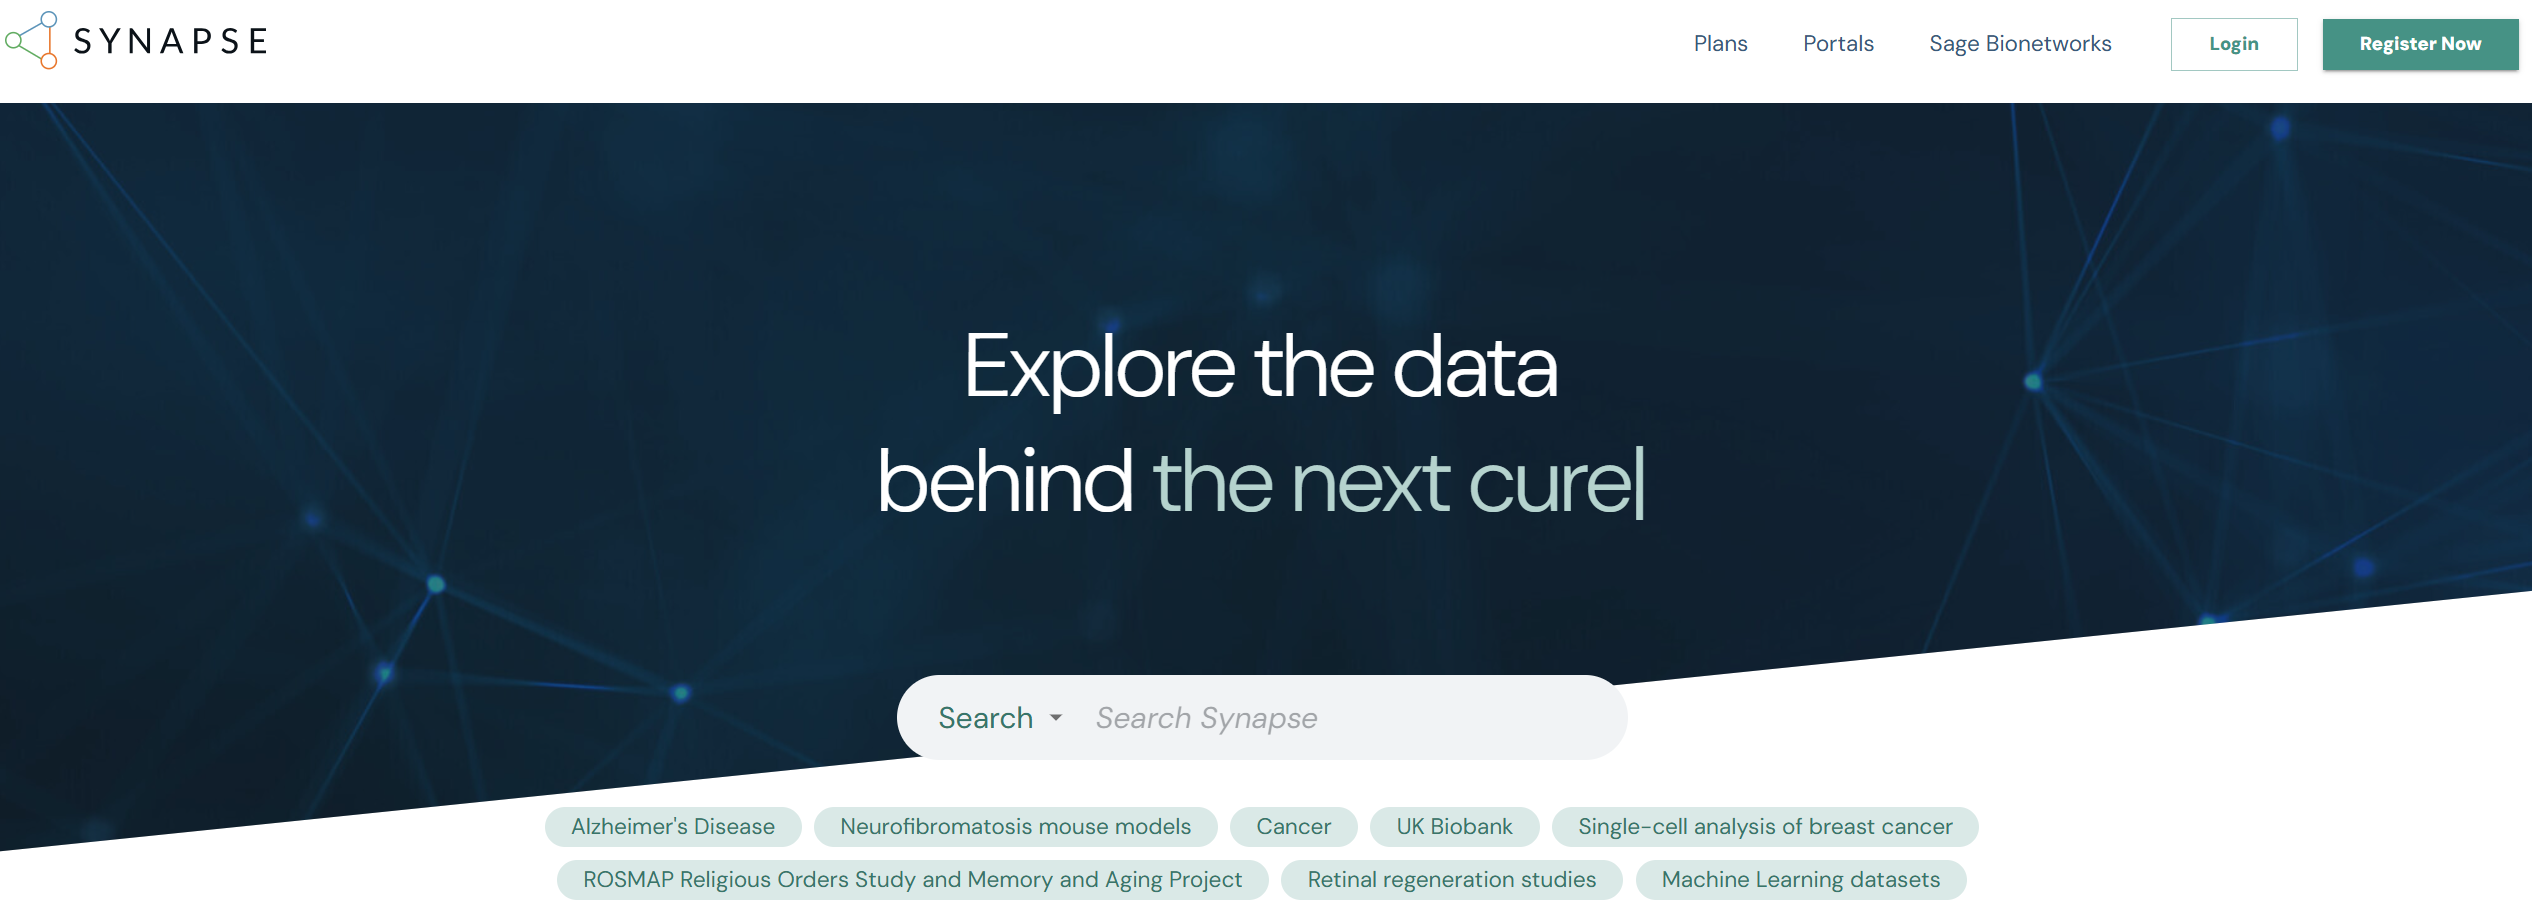 SYNAPSE
Plans Portals Sage Bionetworks Login Register Now
Explore the data
behind the next cure
Search Search Synapse
Alzheimer's Disease Neurofibromatosis mouse models Cancer UK Biobank Single-cell analysis of breast cancer
ROSMAP Religious Orders Study and Memory and Aging Project Retinal regeneration studies Machine Learning datasets